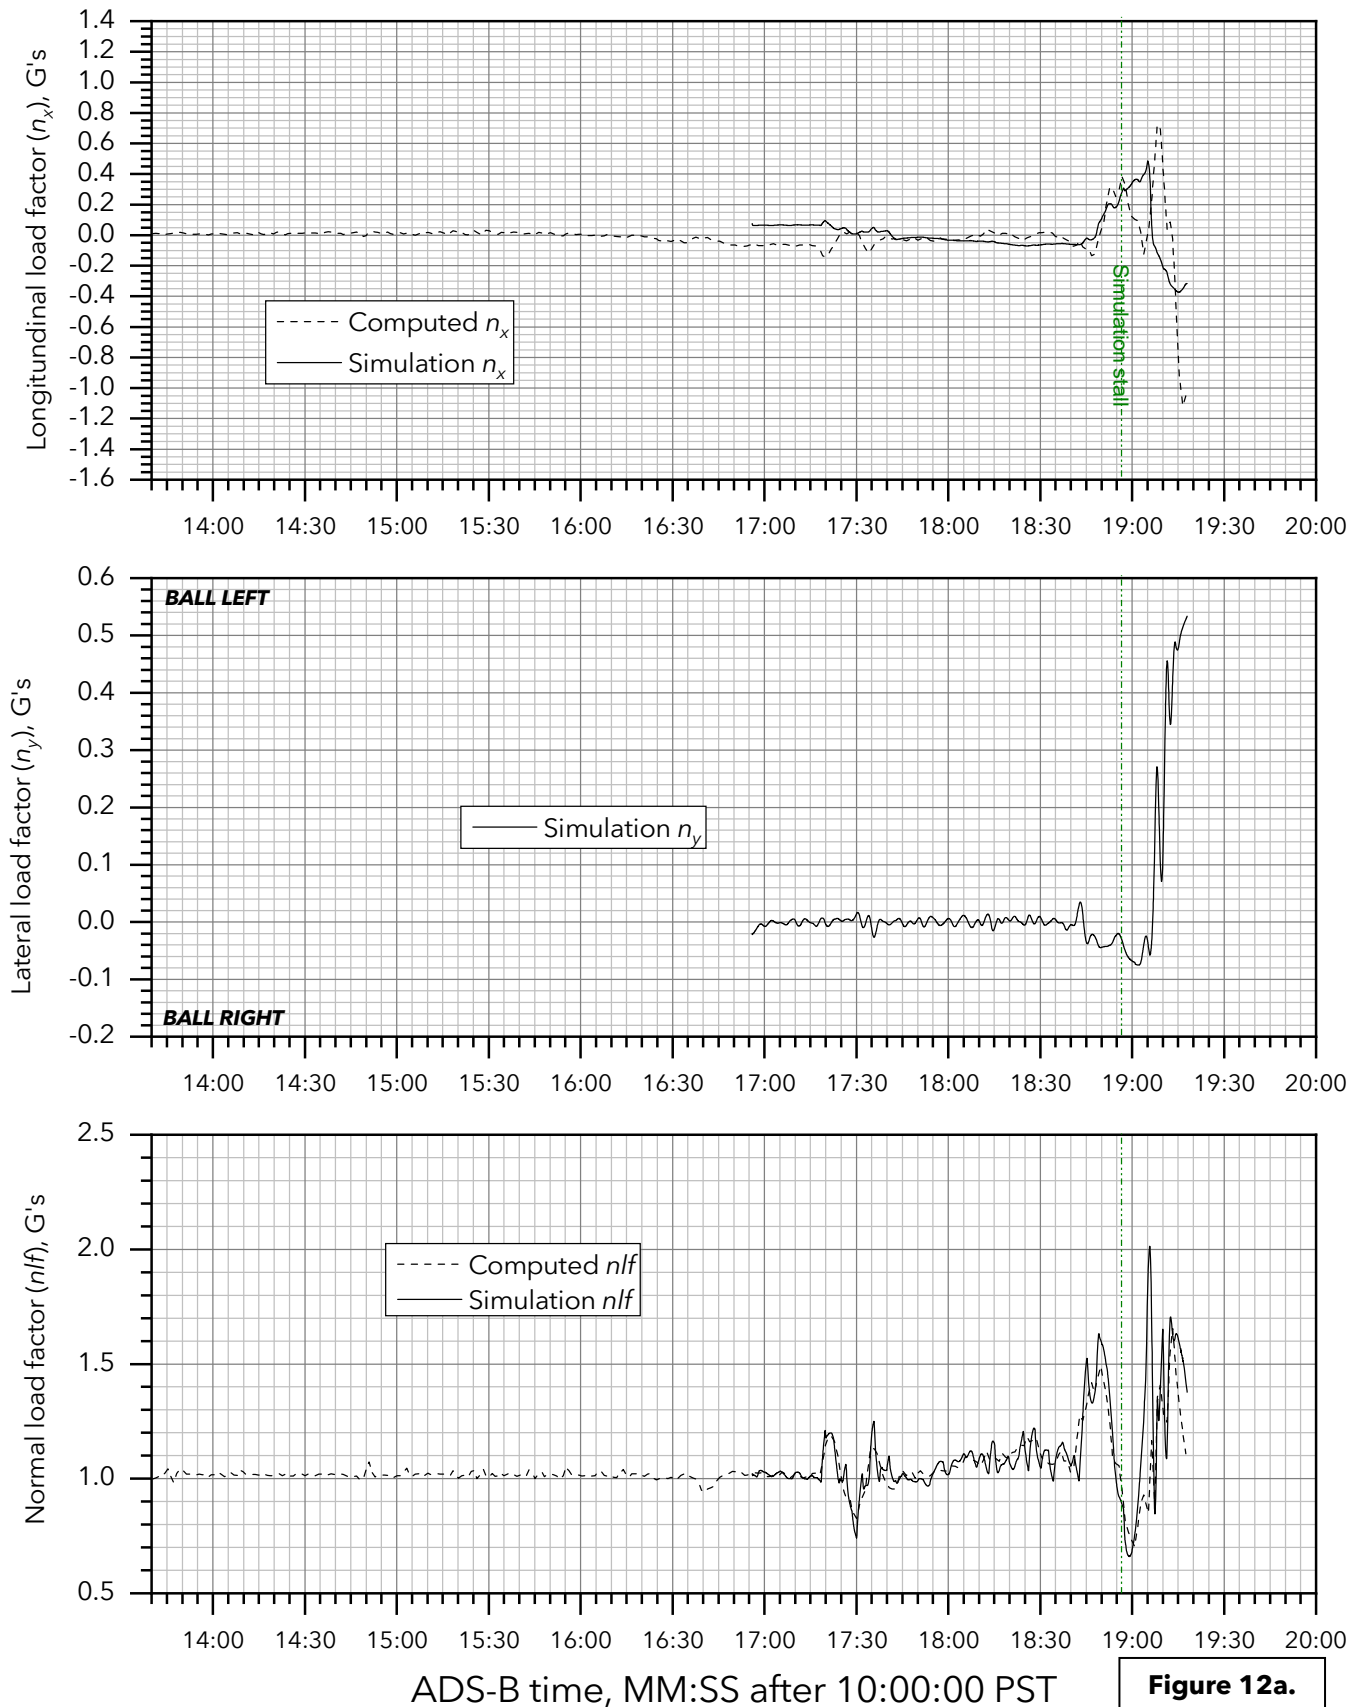 Longitundinal load factor (nx), G's
1.4
1.2
1.0
0.8
0.6
0.4
0.2
0.0
-0.2
-0.4
-0.6
-0.8
-1.0
-1.2
-1.4
-1.6
Computed nx
Simulation nx
Simulation stall
14:00 14:30 15:00 15:30 16:00 16:30 17:00 17:30 18:00 18:30 19:00 19:30 20:00
Lateral load factor (ny), G's
0.6
0.5
0.4
0.3
0.2
0.1
0.0
-0.1
-0.2
BALL LEFT
Simulation ny
BALL RIGHT
14:00 14:30 15:00 15:30 16:00 16:30 17:00 17:30 18:00 18:30 19:00 19:30 20:00
Normal load factor (nlf), G's
2.5
2.0
1.5
1.0
0.5
Computed nlf
Simulation nlf
14:00 14:30 15:00 15:30 16:00 16:30 17:00 17:30 18:00 18:30 19:00 19:30 20:00
ADS-B time, MM:SS after 10:00:00 PST
Figure 12a.